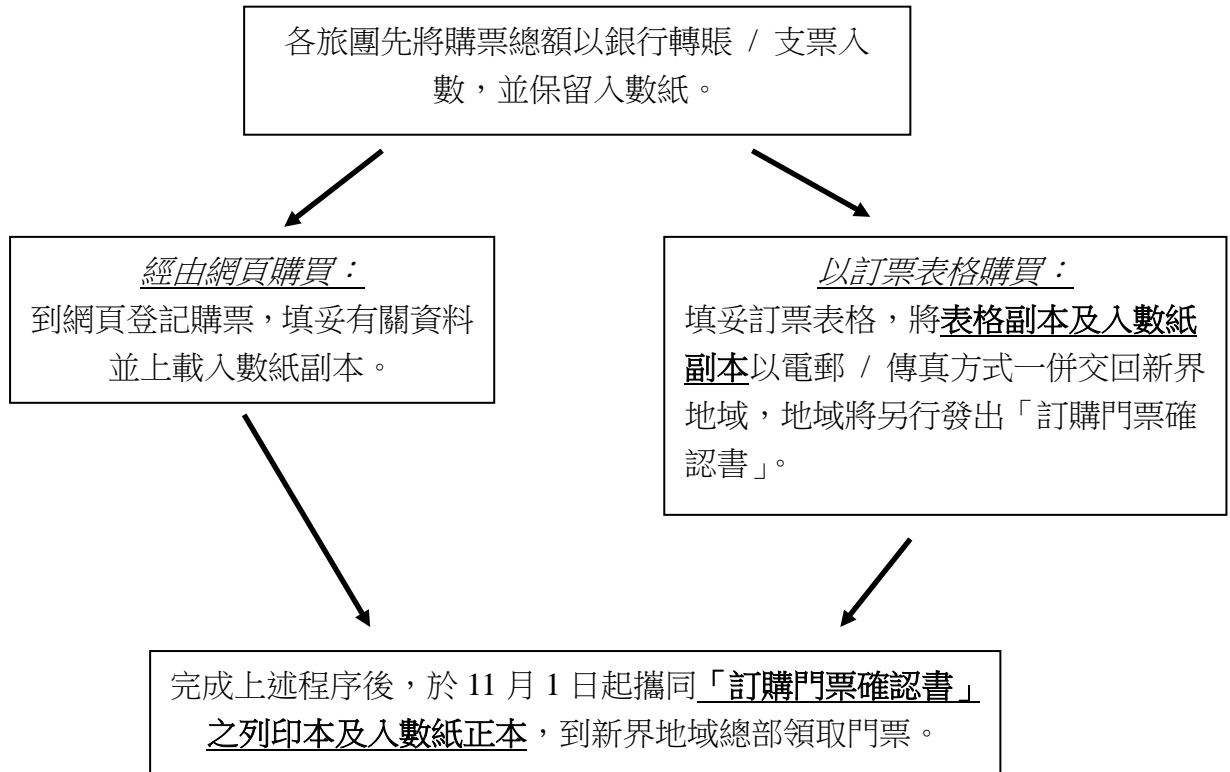 各旅團先將購票總額以銀行轉賬 / 支票入
數，並保留入數紙。
經由網頁購買：
到網頁登記購票，填妥有關資料
並上載入數紙副本。
以訂票表格購買：
填妥訂票表格，將表格副本及入數紙
副本以電郵 / 傳真方式一併交回新界
地域，地域將另行發出「訂購門票確
認書」。
完成上述程序後，於 11 月 1 日起攜同「訂購門票確認書」
之列印本及入數紙正本，到新界地域總部領取門票。